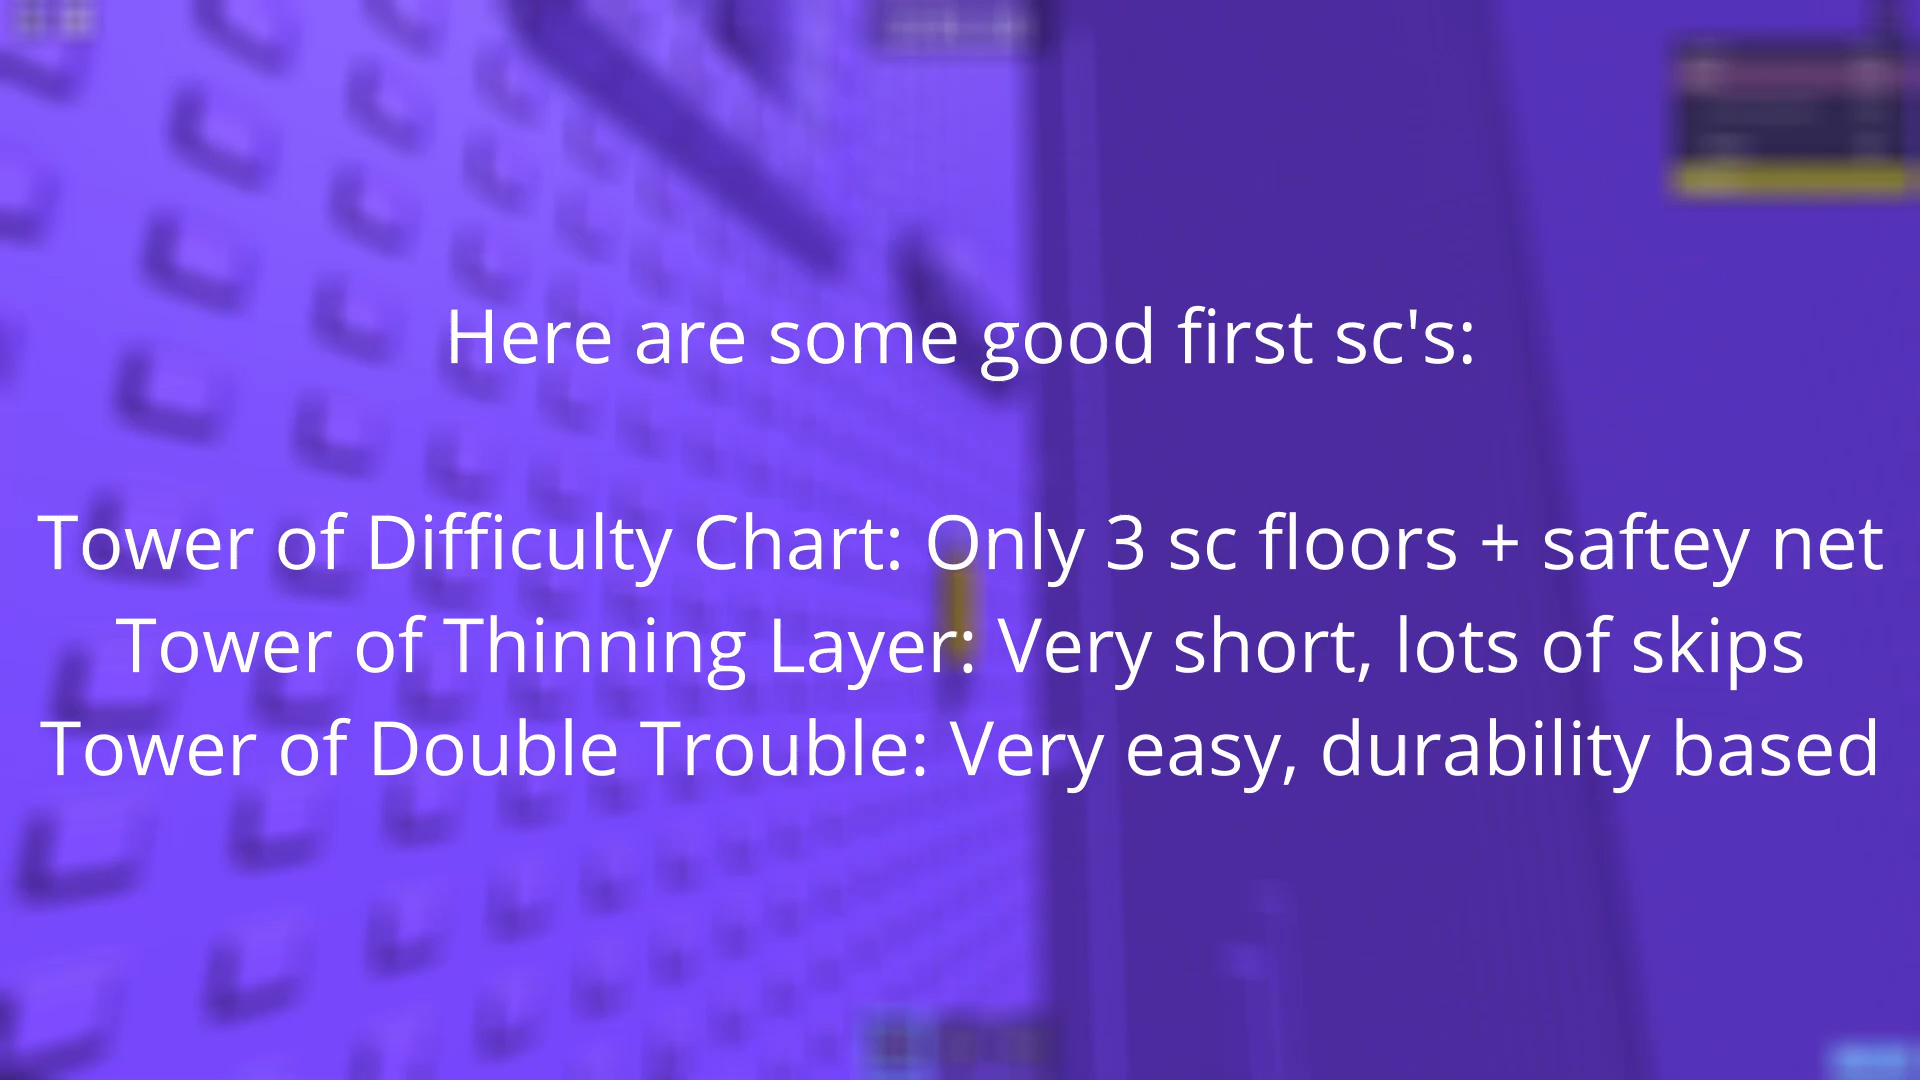 Here are some good first sc's:
Tower of Difficulty Chart: Only 3 sc floors + saftey net
Tower of Thinning Layer: Very short, lots of skips
Tower of Double Trouble: Very easy, durability based